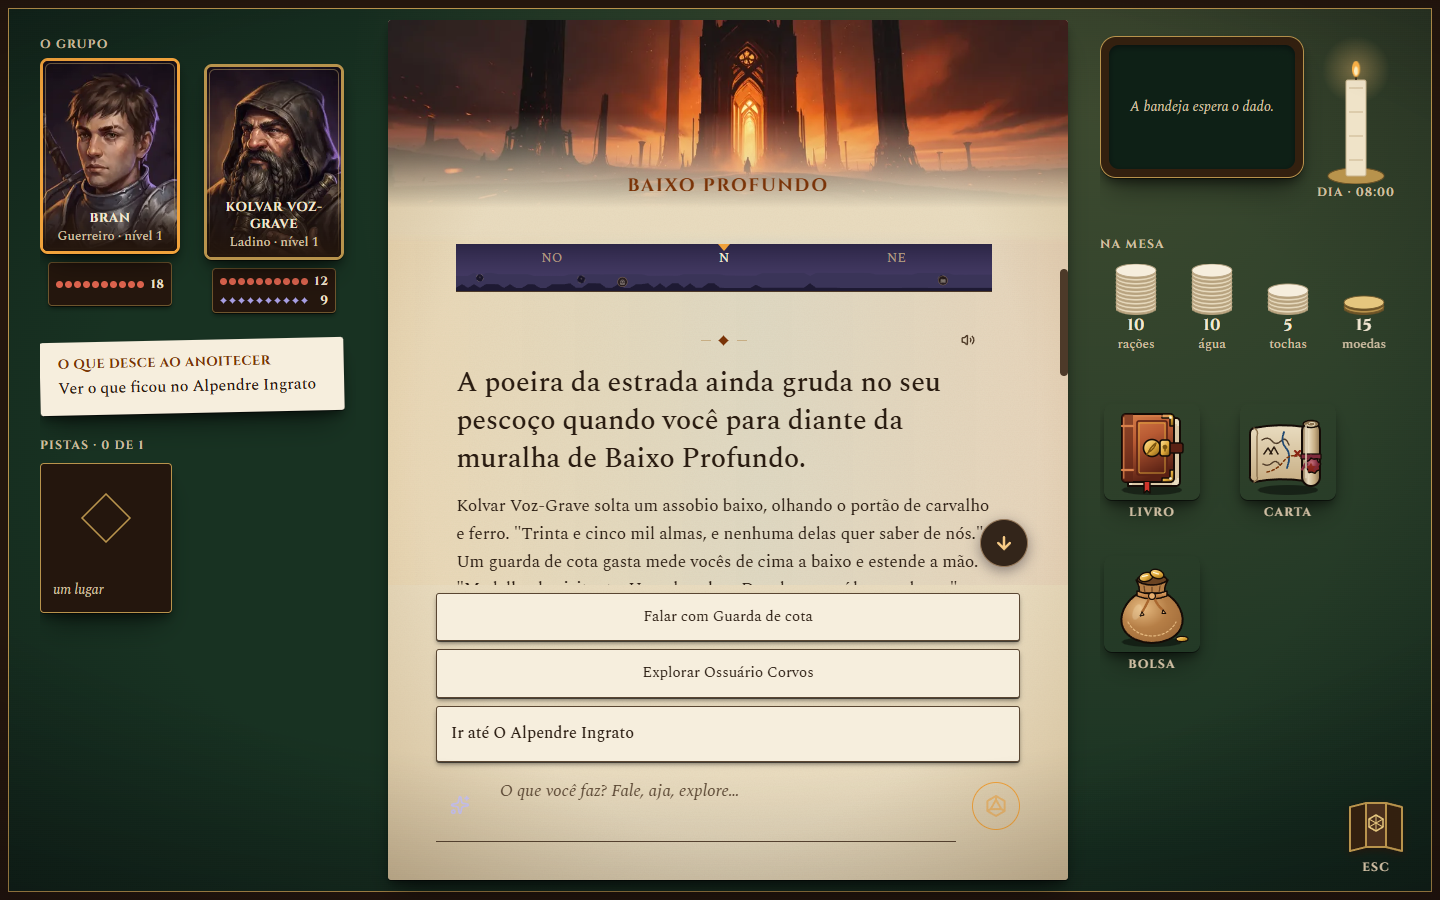 O GRUPO
BRAN
Guerreiro · nível 1
18
KOLVAR VOZ-
GRAVE
Ladino · nível 1
12
9
O QUE DESCE AO ANOITECER
Ver o que ficou no Alpendre Ingrato
PISTAS · 0 DE 1
um lugar
BAIXO PROFUNDO
NO
N
NE
A poeira da estrada ainda gruda no seu
pescoço quando você para diante da
muralha de Baixo Profundo.
Kolvar Voz-Grave solta um assobio baixo, olhando o portão de carvalho
e ferro. "Trinta e cinco mil almas, e nenhuma delas quer saber de nós."
Um guarda de cota gasta mede vocês de cima a baixo e estende a mão.
Falar com Guarda de cota
Explorar Ossuário Corvos
Ir até O Alpendre Ingrato
O que você faz? Fale, aja, explore...
A bandeja espera o dado.
DIA · 08:00
NA MESA
10
rações
10
água
5
tochas
15
moedas
LIVRO
CARTA
BOLSA
ESC